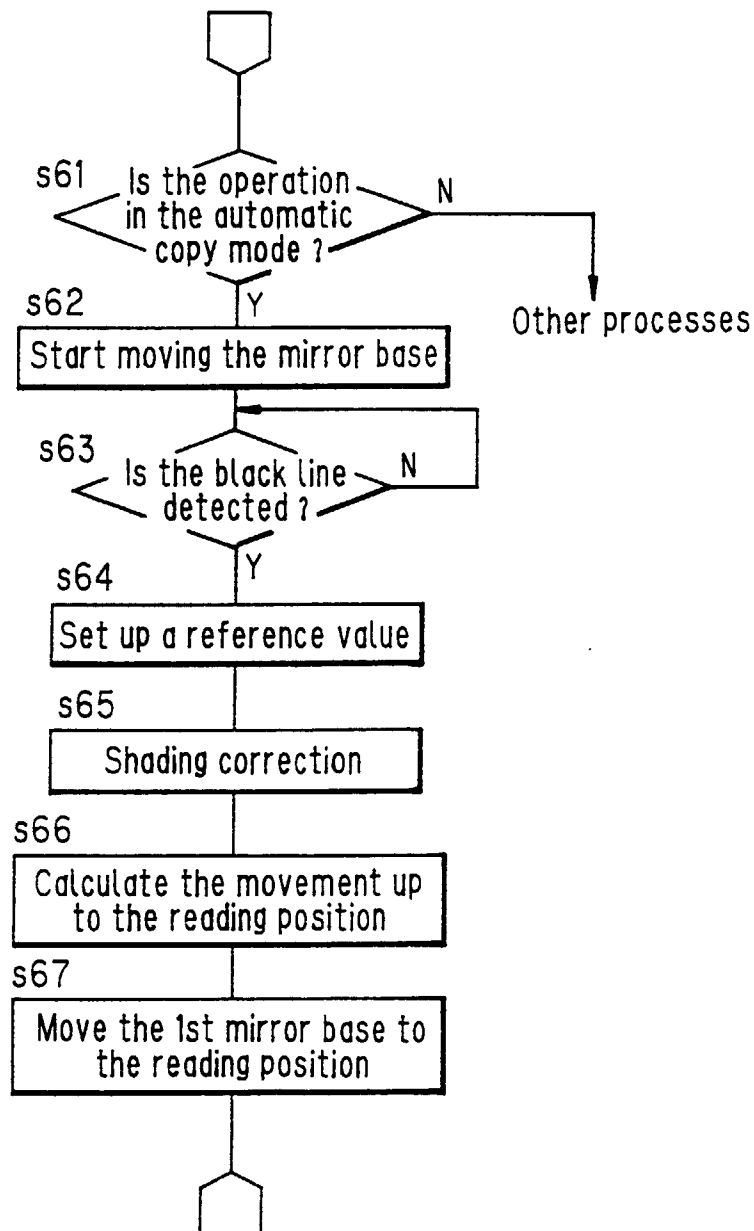 s61
Is the operation
in the automatic
copy mode ?
N
Other processes
Y
s62
Start moving the mirror base
s63
Is the black line
detected ?
N
Y
s64
Set up a reference value
s65
Shading correction
s66
Calculate the movement up
to the reading position
s67
Move the 1st mirror base to
the reading position